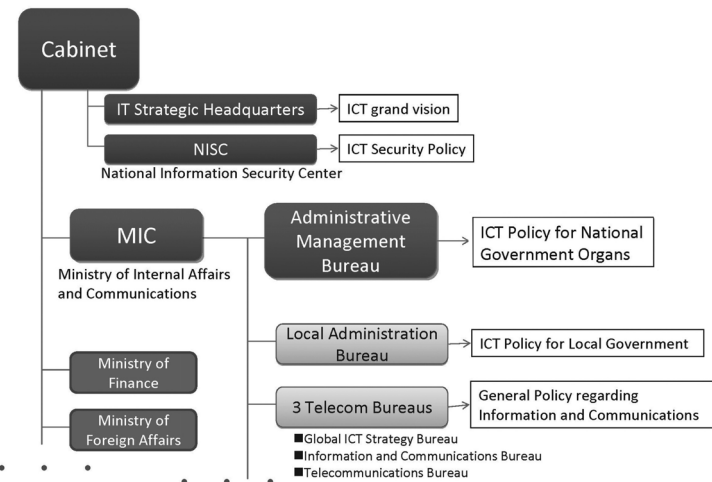 Cabinet
IT Strategic Headquarters
ICT grand vision
NISC
ICT Security Policy
National Information Security Center
MIC
Ministry of Internal Affairs
and Communications
Administrative
Management
Bureau
ICT Policy for National
Government Organs
Local Administration
Bureau
ICT Policy for Local Government
Ministry of
Finance
3 Telecom Bureaus
General Policy regarding
Information and Communications
Ministry of
Foreign Affairs
■Global ICT Strategy Bureau
■Information and Communications Bureau
■Telecommunications Bureau